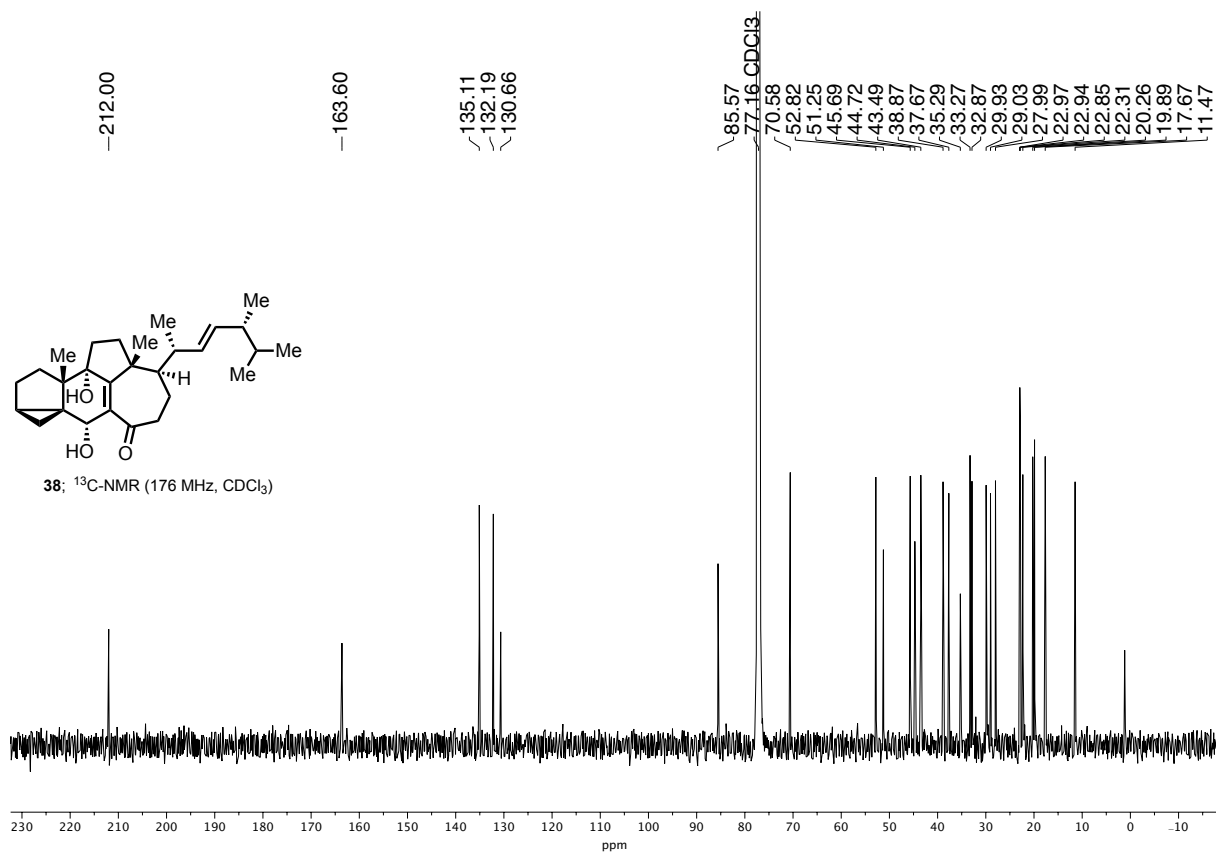 212.00
163.60
135.11
132.19
130.66
85.57
77.16 CDCl3
70.58
52.82
51.25
45.69
44.72
43.49
38.87
37.67
35.29
33.27
32.87
29.93
29.03
27.99
22.97
22.94
22.85
22.31
20.26
19.89
17.67
11.47
Me
Me
Me
Me
Me
Me
H
HO
HO
O
38; ¹³C-NMR (176 MHz, CDCl₃)
230 220 210 200 190 180 170 160 150 140 130 120 110 100 90 80 70 60 50 40 30 20 10 0 -10
ppm